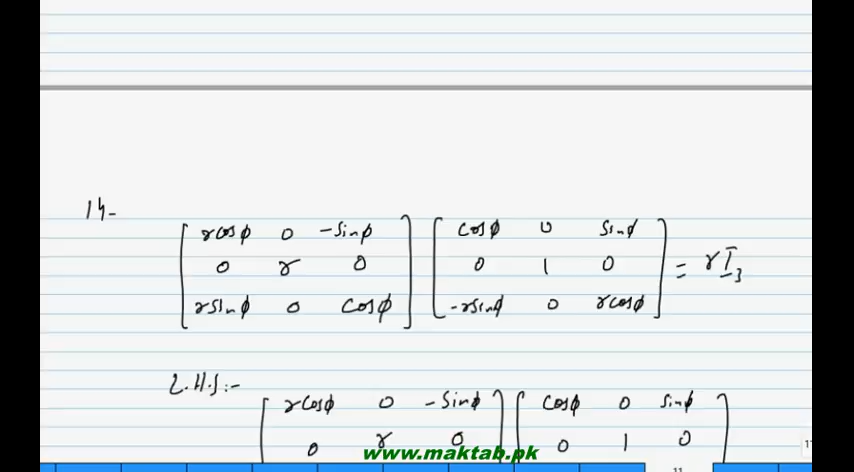 14-
[ rcosφ 0 -sinφ ] [ cosφ 0 sinφ ]
[ 0 r 0 ] [ 0 1 0 ] = rI₃
[ rsinφ 0 cosφ ] [ -rsinφ 0 rcosφ ]
L.H.S:-
[ rcosφ 0 -sinφ ] [ cosφ 0 sinφ ]
[ 0 r 0 ] [ 0 1 0 ]
www.maktab.pk
11